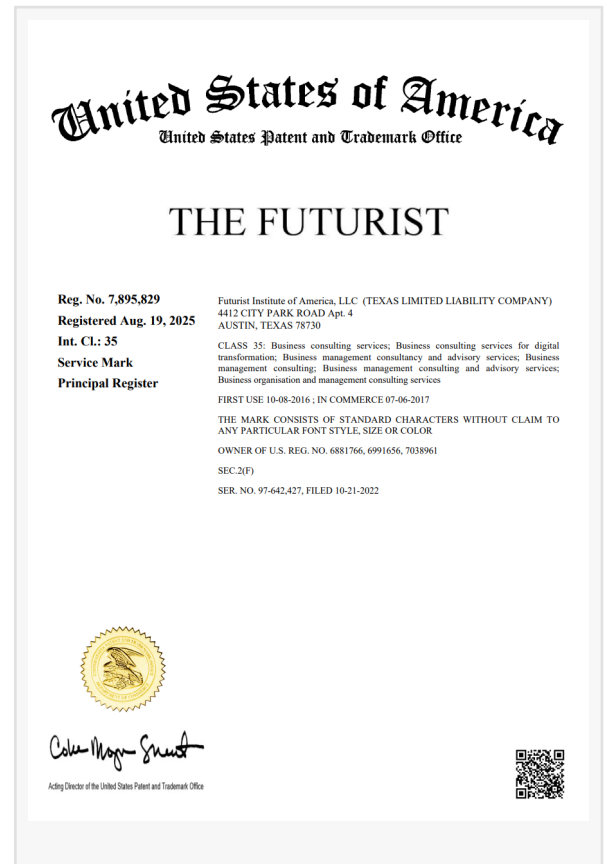 United States of America
United States Patent and Trademark Office
THE FUTURIST
Reg. No. 7,895,829
Registered Aug. 19, 2025
Int. Cl.: 35
Service Mark
Principal Register
Futurist Institute of America, LLC (TEXAS LIMITED LIABILITY COMPANY)
4412 CITY PARK ROAD Apt. 4
AUSTIN, TEXAS 78730
CLASS 35: Business consulting services; Business consulting services for digital
transformation; Business management consultancy and advisory services; Business
management consulting; Business management consulting and advisory services;
Business organisation and management consulting services
FIRST USE 10-08-2016 ; IN COMMERCE 07-06-2017
THE MARK CONSISTS OF STANDARD CHARACTERS WITHOUT CLAIM TO
ANY PARTICULAR FONT STYLE, SIZE OR COLOR
OWNER OF U.S. REG. NO. 6881766, 6991656, 7038961
SEC.2(F)
SER. NO. 97-642,427, FILED 10-21-2022
Acting Director of the United States Patent and Trademark Office